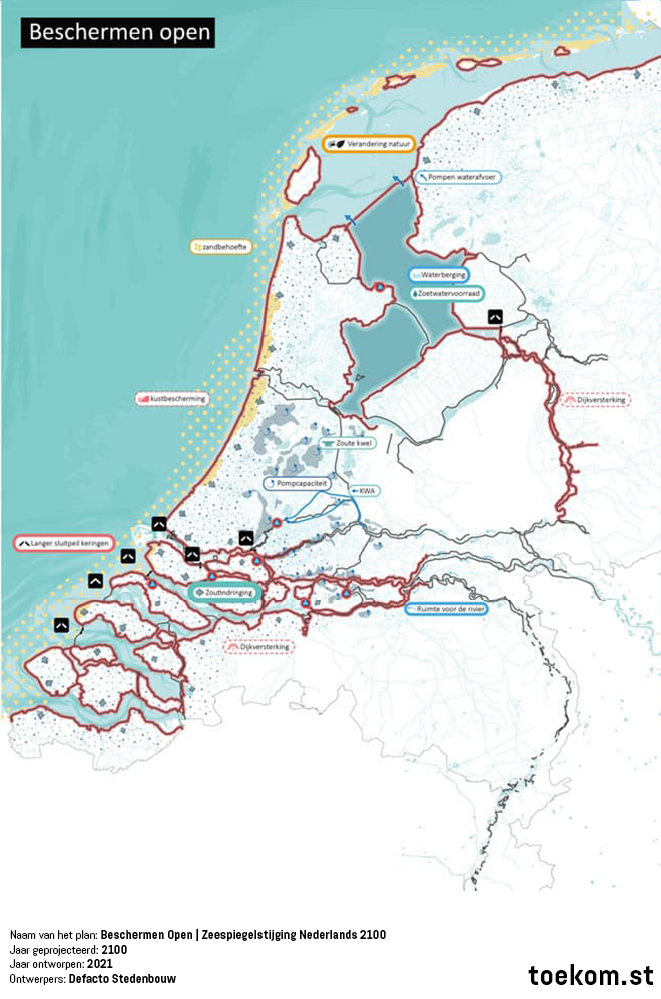 Beschermen open
Verandering natuur
Pompen waterafvoer
zandbehoefte
Waterberging
Zoetwatervoorraad
kustbescherming
Dijkversterking
Zoute kwel
Pompcapaciteit
KWA
Langer sluitpeil keringen
Zoutindringing
Ruimte voor de rivier
Dijkversterking
Naam van het plan: Beschermen Open | Zeespiegelstijging Nederlands 2100
Jaar geprojecteerd: 2100
Jaar ontworpen: 2021
Ontwerpers: Defacto Stedenbouw
toekom.st